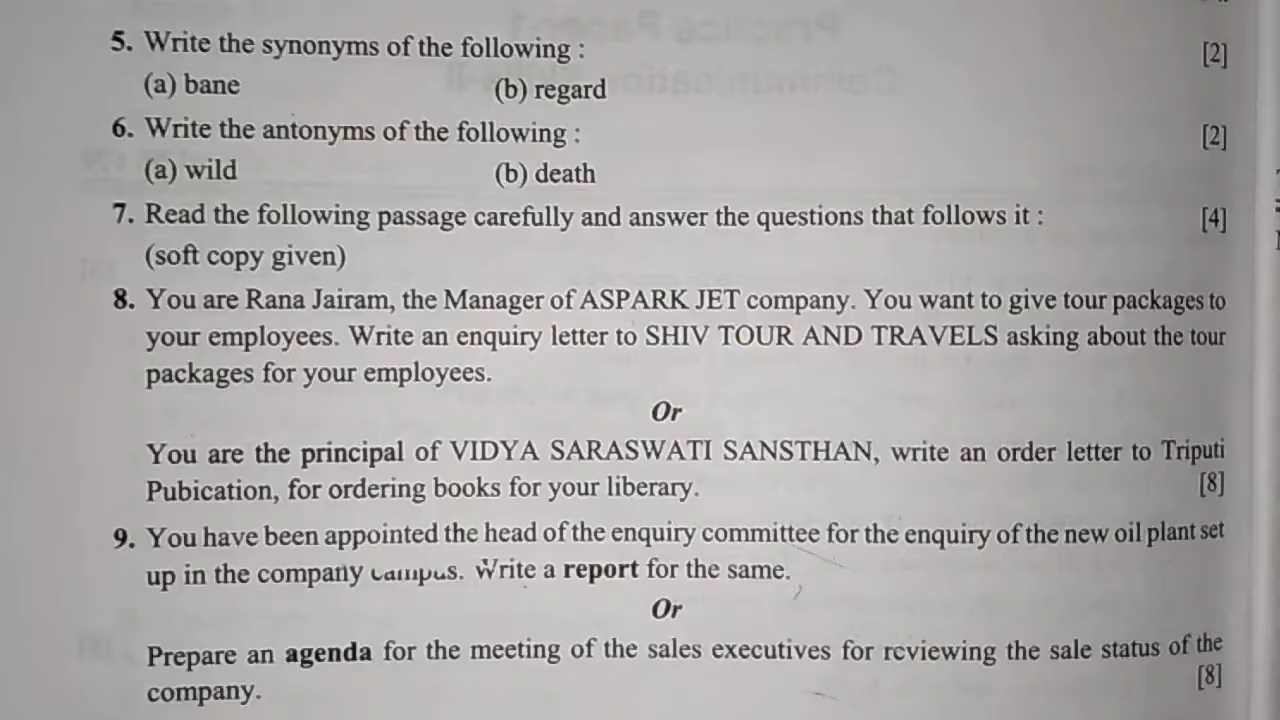 5. Write the synonyms of the following : [2]
(a) bane (b) regard
6. Write the antonyms of the following : [2]
(a) wild (b) death
7. Read the following passage carefully and answer the questions that follows it : [4]
(soft copy given)
8. You are Rana Jairam, the Manager of ASPARK JET company. You want to give tour packages to
your employees. Write an enquiry letter to SHIV TOUR AND TRAVELS asking about the tour
packages for your employees.
Or
You are the principal of VIDYA SARASWATI SANSTHAN, write an order letter to Triputi
Pubication, for ordering books for your liberary. [8]
9. You have been appointed the head of the enquiry committee for the enquiry of the new oil plant set
up in the company campus. Write a report for the same.
Or
Prepare an agenda for the meeting of the sales executives for reviewing the sale status of the
company. [8]